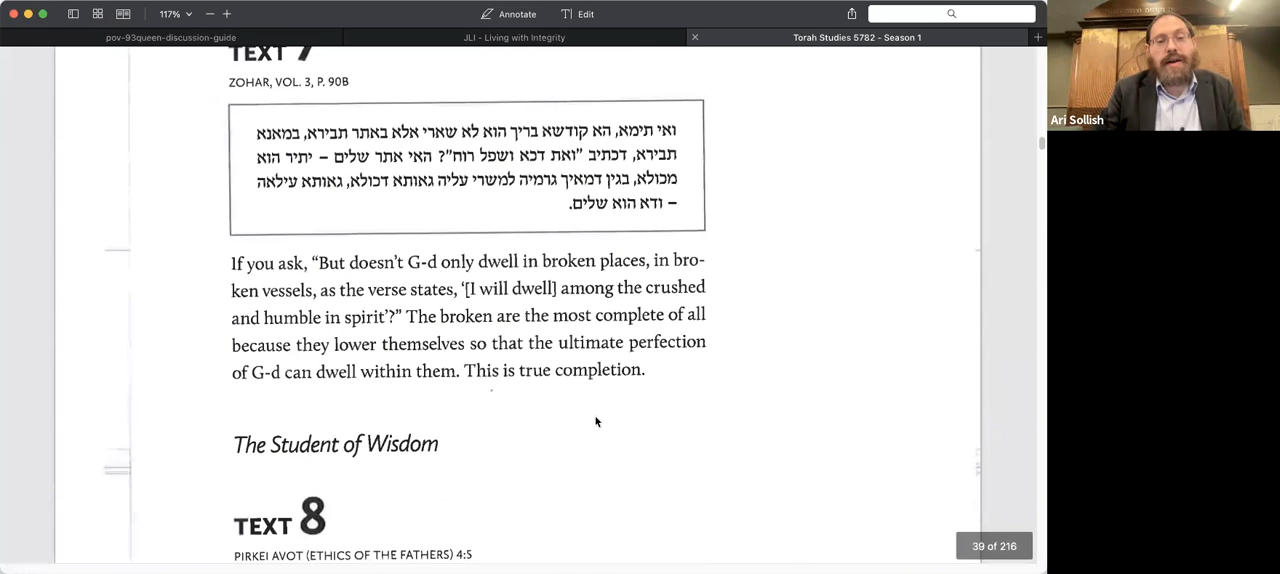 117%
Annotate
Edit
pov-93queen-discussion-guide
JLI - Living with Integrity
Torah Studies 5782 - Season 1
TEXT 7
ZOHAR, VOL. 3, P. 90B
ואי תימא, הא קודשא בריך הוא לא שארי אלא באתר תבירא, במאנא
תבירא, דכתיב "ואת דכא ושפל רוח"? האי אתר שלים – יתיר הוא
מכולא, בגין דמאיך גרמיה למשרי עליה גאותא דכולא, גאותא עילאה
– ודא הוא שלים.
If you ask, “But doesn’t G-d only dwell in broken places, in bro-
ken vessels, as the verse states, ‘[I will dwell] among the crushed
and humble in spirit’?” The broken are the most complete of all
because they lower themselves so that the ultimate perfection
of G-d can dwell within them. This is true completion.
The Student of Wisdom
TEXT 8
PIRKEI AVOT (ETHICS OF THE FATHERS) 4:5
39 of 216
Ari Sollish